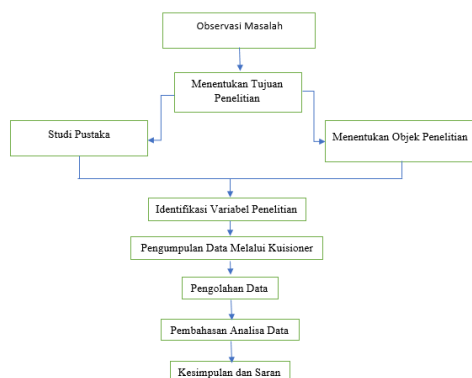 Observasi Masalah
Menentukan Tujuan
Penelitian
Studi Pustaka
Menentukan Objek Penelitian
Identifikasi Variabel Penelitian
Pengumpulan Data Melalui Kuisioner
Pengolahan Data
Pembahasan Analisa Data
Kesimpulan dan Saran